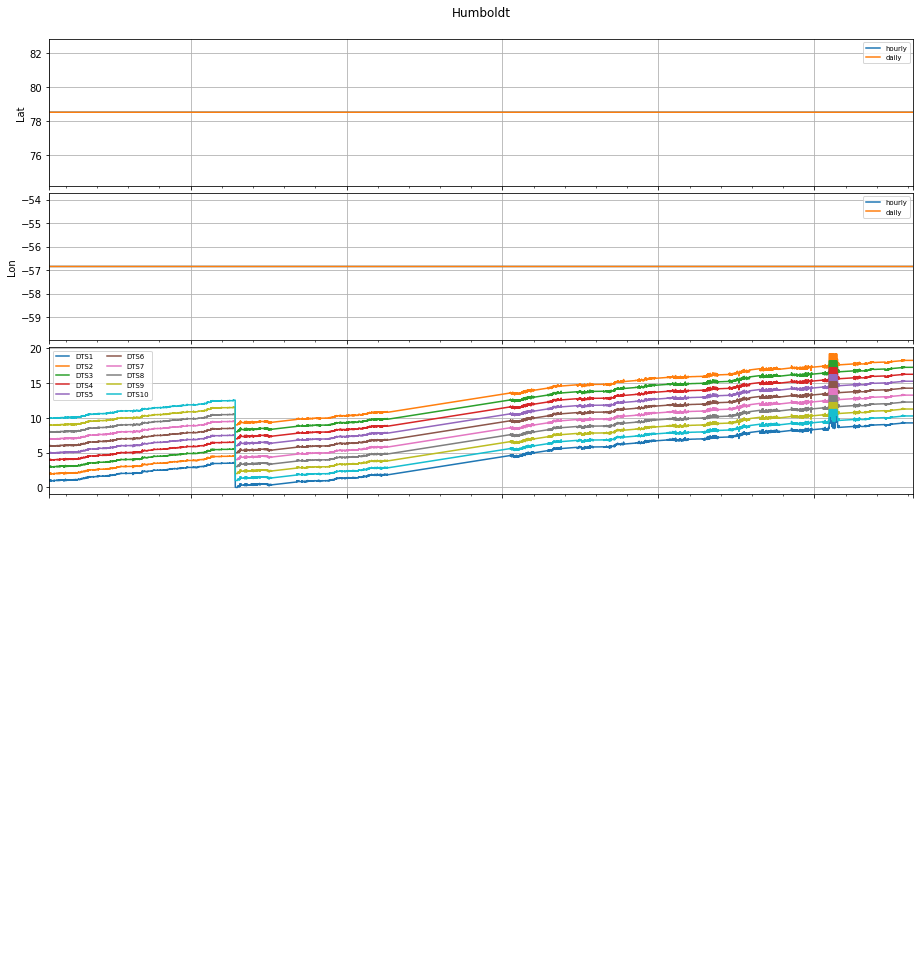 Humboldt
82
80
78
76
Lat
hourly
daily
−54
−55
−56
−57
−58
−59
Lon
hourly
daily
20
15
10
5
0
DTS1 DTS6
DTS2 DTS7
DTS3 DTS8
DTS4 DTS9
DTS5 DTS10